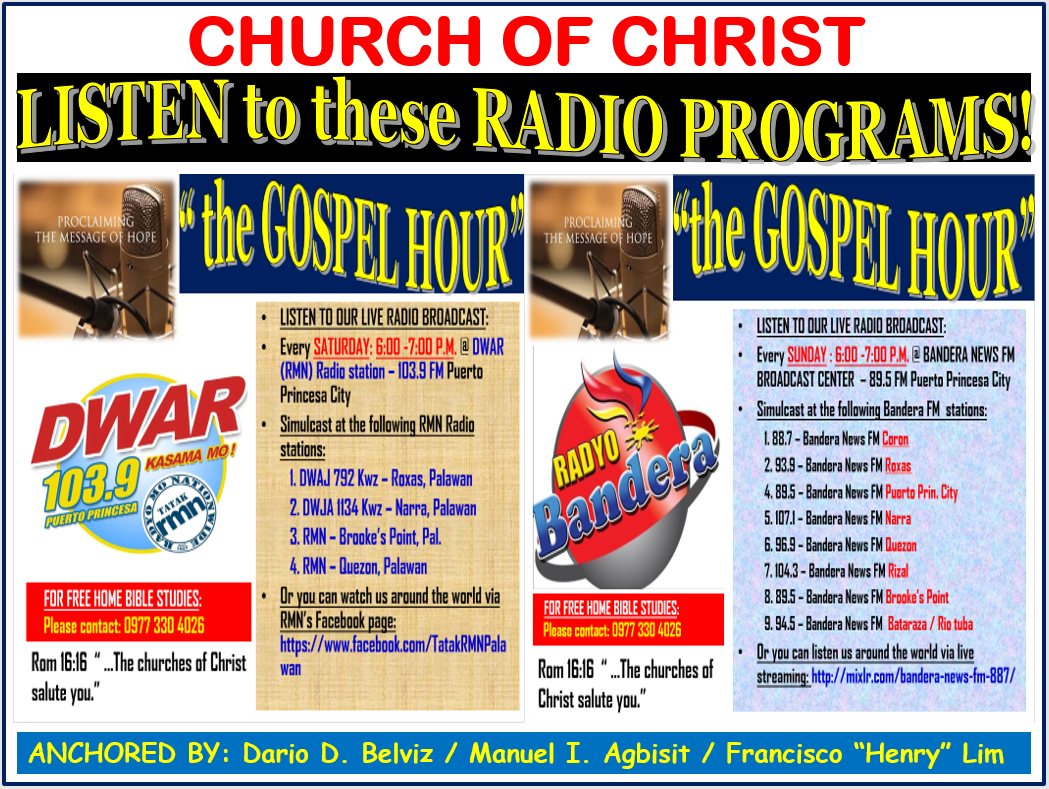 CHURCH OF CHRIST
LISTEN to these RADIO PROGRAMS!
PROCLAIMING
THE MESSAGE OF HOPE
“ the GOSPEL HOUR”
• LISTEN TO OUR LIVE RADIO BROADCAST:
• Every SATURDAY: 6:00 -7:00 P.M. @ DWAR
(RMN) Radio station – 103.9 FM Puerto
Princesa City
• Simulcast at the following RMN Radio
stations:
1. DWAJ 792 Kwz – Roxas, Palawan
2. DWJA 1134 Kwz – Narra, Palawan
3. RMN – Brooke’s Point, Pal.
4. RMN – Quezon, Palawan
• Or you can watch us around the world via
RMN’s Facebook page:
https://www.facebook.com/TatakRMNPala
wan
DWAR
103.9 KASAMA MO!
PUERTO PRINCESA
RADYO MO NATIONWIDE
TATAK
rmn
FOR FREE HOME BIBLE STUDIES:
Please contact: 0977 330 4026
Rom 16:16 “ ...The churches of Christ
salute you.”
PROCLAIMING
THE MESSAGE OF HOPE
“the GOSPEL HOUR”
• LISTEN TO OUR LIVE RADIO BROADCAST:
• Every SUNDAY : 6:00 -7:00 P.M. @ BANDERA NEWS FM
BROADCAST CENTER – 89.5 FM Puerto Princesa City
• Simulcast at the following Bandera FM stations:
1. 88.7 – Bandera News FM Coron
2. 93.9 – Bandera News FM Roxas
4. 89.5 – Bandera News FM Puerto Prin. City
5. 107.1 – Bandera News FM Narra
6. 96.9 – Bandera News FM Quezon
7. 104.3 – Bandera News FM Rizal
8. 89.5 – Bandera News FM Brooke’s Point
9. 94.5 – Bandera News FM Bataraza / Rio tuba
• Or you can listen us around the world via live
streaming: http://mixlr.com/bandera-news-fm-887/
RADYO
Bandera
FOR FREE HOME BIBLE STUDIES:
Please contact: 0977 330 4026
Rom 16:16 “ ...The churches of
Christ salute you.”
ANCHORED BY: Dario D. Belviz / Manuel I. Agbisit / Francisco “Henry” Lim